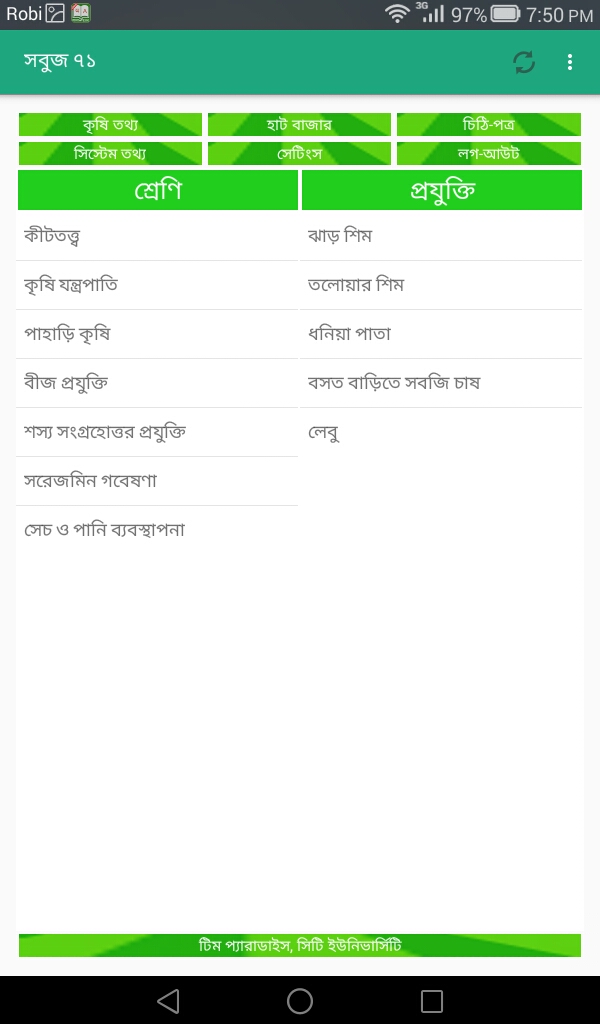 Robi 3G 97% 7:50 PM
সবুজ ৭১
কৃষি তথ্য হাট বাজার চিঠি-পত্র
সিস্টেম তথ্য সেটিংস লগ-আউট
শ্রেণি প্রযুক্তি
কীটতত্ত্ব ঝাড় শিম
কৃষি যন্ত্রপাতি তলোয়ার শিম
পাহাড়ি কৃষি ধনিয়া পাতা
বীজ প্রযুক্তি বসত বাড়িতে সবজি চাষ
শস্য সংগ্রহোত্তর প্রযুক্তি লেবু
সরেজমিন গবেষণা
সেচ ও পানি ব্যবস্থাপনা
টিম প্যারাডাইস, সিটি ইউনিভার্সিটি